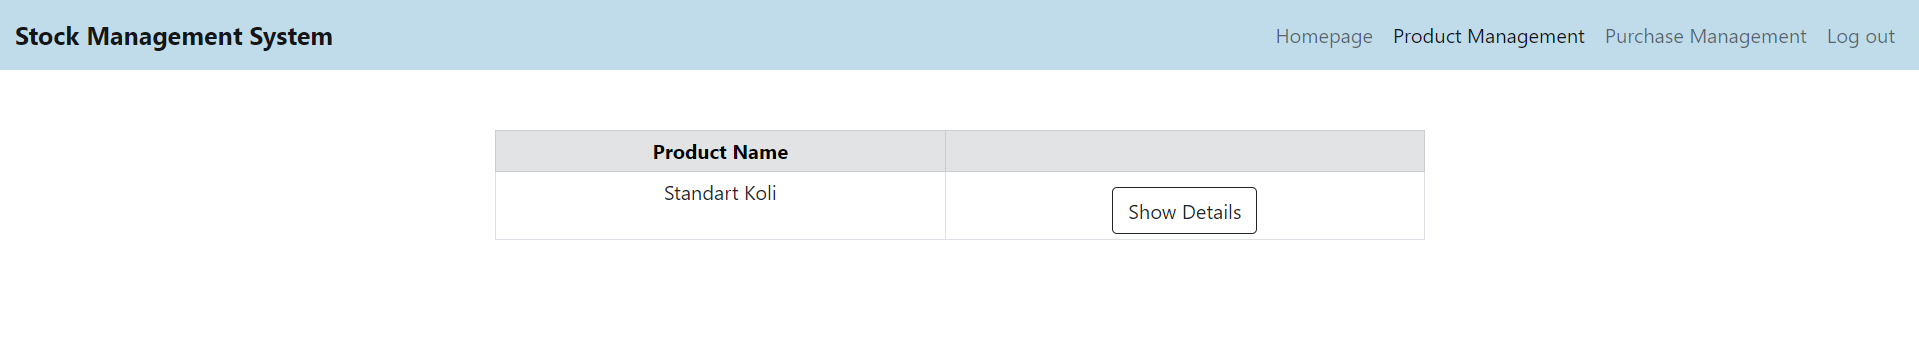 Stock Management System Homepage Product Management Purchase Management Log out
Product Name
Standart Koli
Show Details